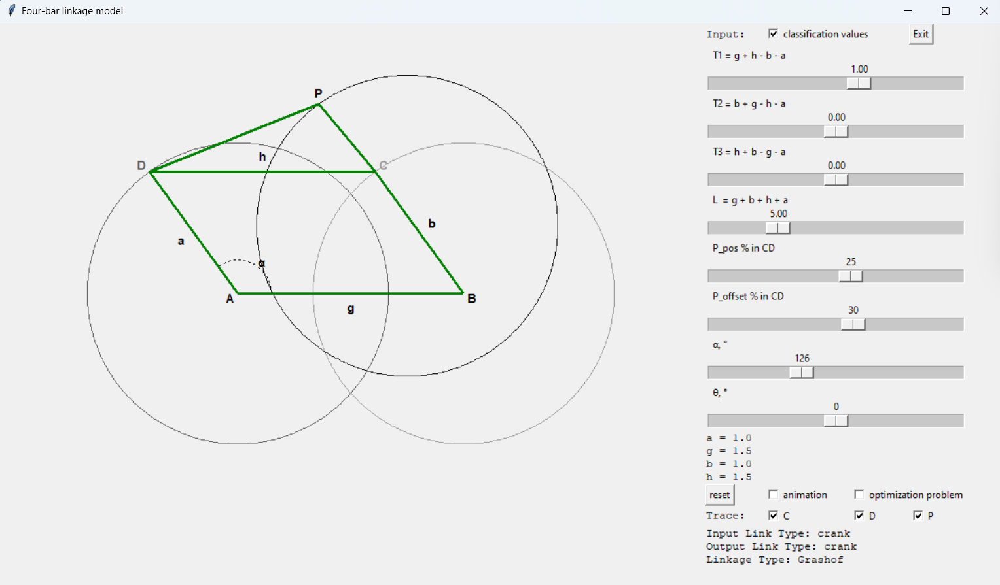 Four-bar linkage model
Input: classification values Exit
T1 = g + h - b - a
1.00
T2 = b + g - h - a
0.00
T3 = h + b - g - a
0.00
L = g + b + h + a
5.00
P_pos % in CD
25
P_offset % in CD
30
α, °
126
θ, °
0
a = 1.0
g = 1.5
b = 1.0
h = 1.5
reset animation optimization problem
Trace: C D P
Input Link Type: crank
Output Link Type: crank
Linkage Type: Grashof
P
h
D
C
b
a
α
A
B
g